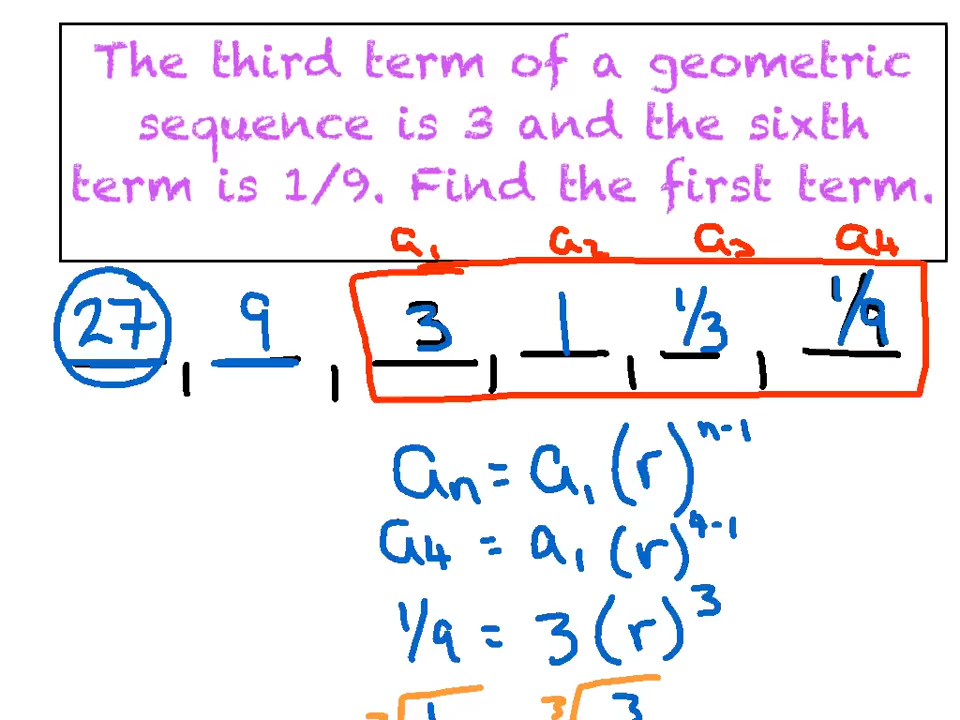 The third term of a geometric
sequence is 3 and the sixth
term is 1/9. Find the first term.
a₁ a₂ a₃ a₄
27 , 9 , 3 , 1 , 1/3 , 1/9
aₙ = a₁ (r)ⁿ⁻¹
a₄ = a₁ (r)⁴⁻¹
1/9 = 3 (r)³